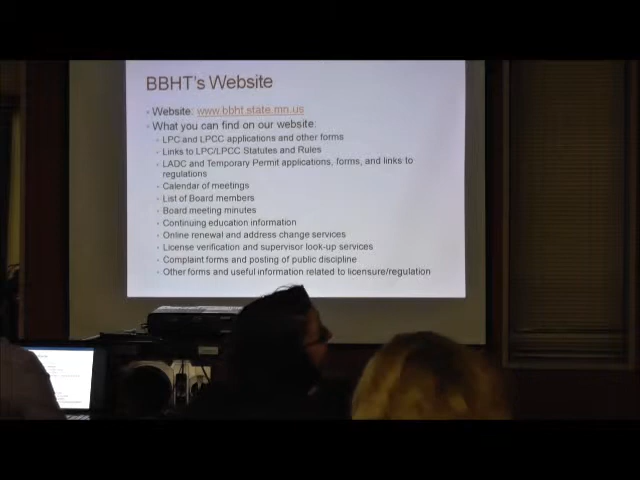 BBHT's Website
Website: www.bbht.state.mn.us
What you can find on our website:
LPC and LPCC applications and other forms
Links to LPC/LPCC Statutes and Rules
LADC and Temporary Permit applications, forms, and links to
regulations
Calendar of meetings
List of Board members
Board meeting minutes
Continuing education information
Online renewal and address change services
License verification and supervisor look-up services
Complaint forms and posting of public discipline
Other forms and useful information related to licensure/regulation